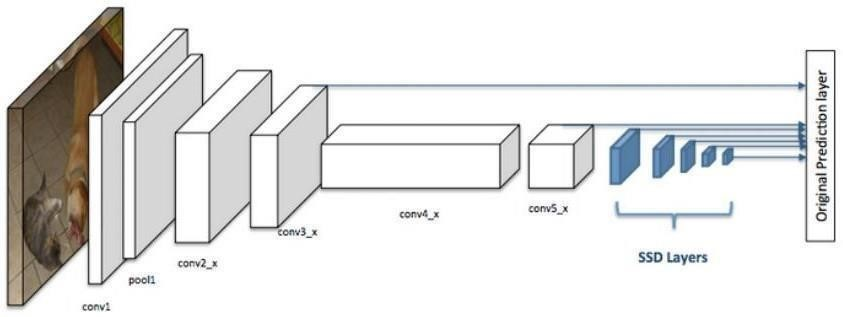 conv1
pool1
conv2_x
conv3_x
conv4_x
conv5_x
SSD Layers
Original Prediction layer